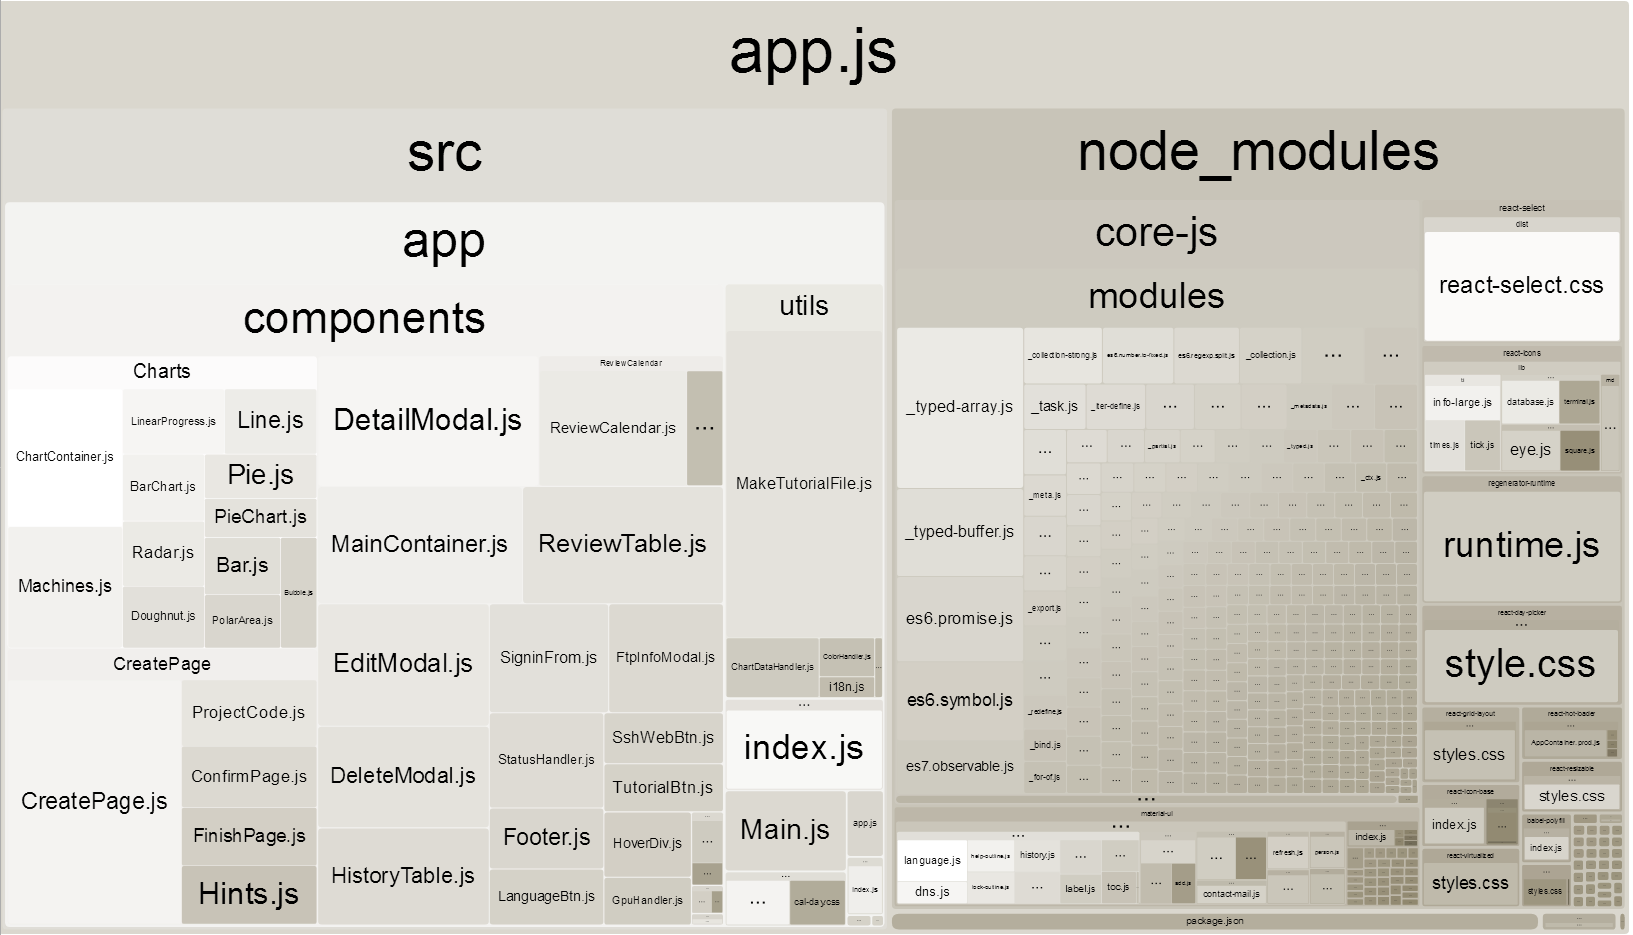 app.js
src
app
components
Charts
ChartContainer.js
LinearProgress.js
Line.js
BarChart.js
Pie.js
PieChart.js
Machines.js
Radar.js
Bar.js
Bubble.js
Doughnut.js
PolarArea.js
CreatePage
CreatePage.js
ProjectCode.js
ConfirmPage.js
FinishPage.js
Hints.js
DetailModal.js
ReviewCalendar
ReviewCalendar.js
...
MainContainer.js
ReviewTable.js
EditModal.js
SigninFrom.js
FtpInfoModal.js
DeleteModal.js
StatusHandler.js
SshWebBtn.js
TutorialBtn.js
HistoryTable.js
Footer.js
HoverDiv.js
...
LanguageBtn.js
GpuHandler.js
utils
MakeTutorialFile.js
ChartDataHandler.js
ColorHandler.js
i18n.js
...
index.js
Main.js
app.js
...
...
cal-day.css
index.js
node_modules
core-js
modules
_typed-array.js
_collection-strong.js
es6.number.to-fixed.js
es6.regexp.split.js
_collection.js
...
...
_task.js
_iter-define.js
...
...
...
_metadata.js
...
...
...
_partial.js
_typed.js
_meta.js
_ctx.js
_typed-buffer.js
es6.promise.js
_export.js
es6.symbol.js
_redefine.js
_bind.js
es7.observable.js
_for-of.js
...
material-ui
...
...
language.js
help-outline.js
history.js
...
...
dns.js
lock-outline.js
...
label.js
toc.js
...
...
add.js
...
...
contact-mail.js
refresh.js
person.js
...
...
index.js
react-select
dist
react-select.css
react-icons
lib
ti
...
md
info-large.js
database.js
terminal.js
times.js
tick.js
eye.js
square.js
...
regenerator-runtime
runtime.js
react-day-picker
...
style.css
react-grid-layout
...
styles.css
react-hot-loader
...
AppContainer.prod.js
react-resizable
...
styles.css
react-icon-base
...
index.js
...
babel-polyfill
...
index.js
react-virtualized
styles.css
styles.css
package.json
...